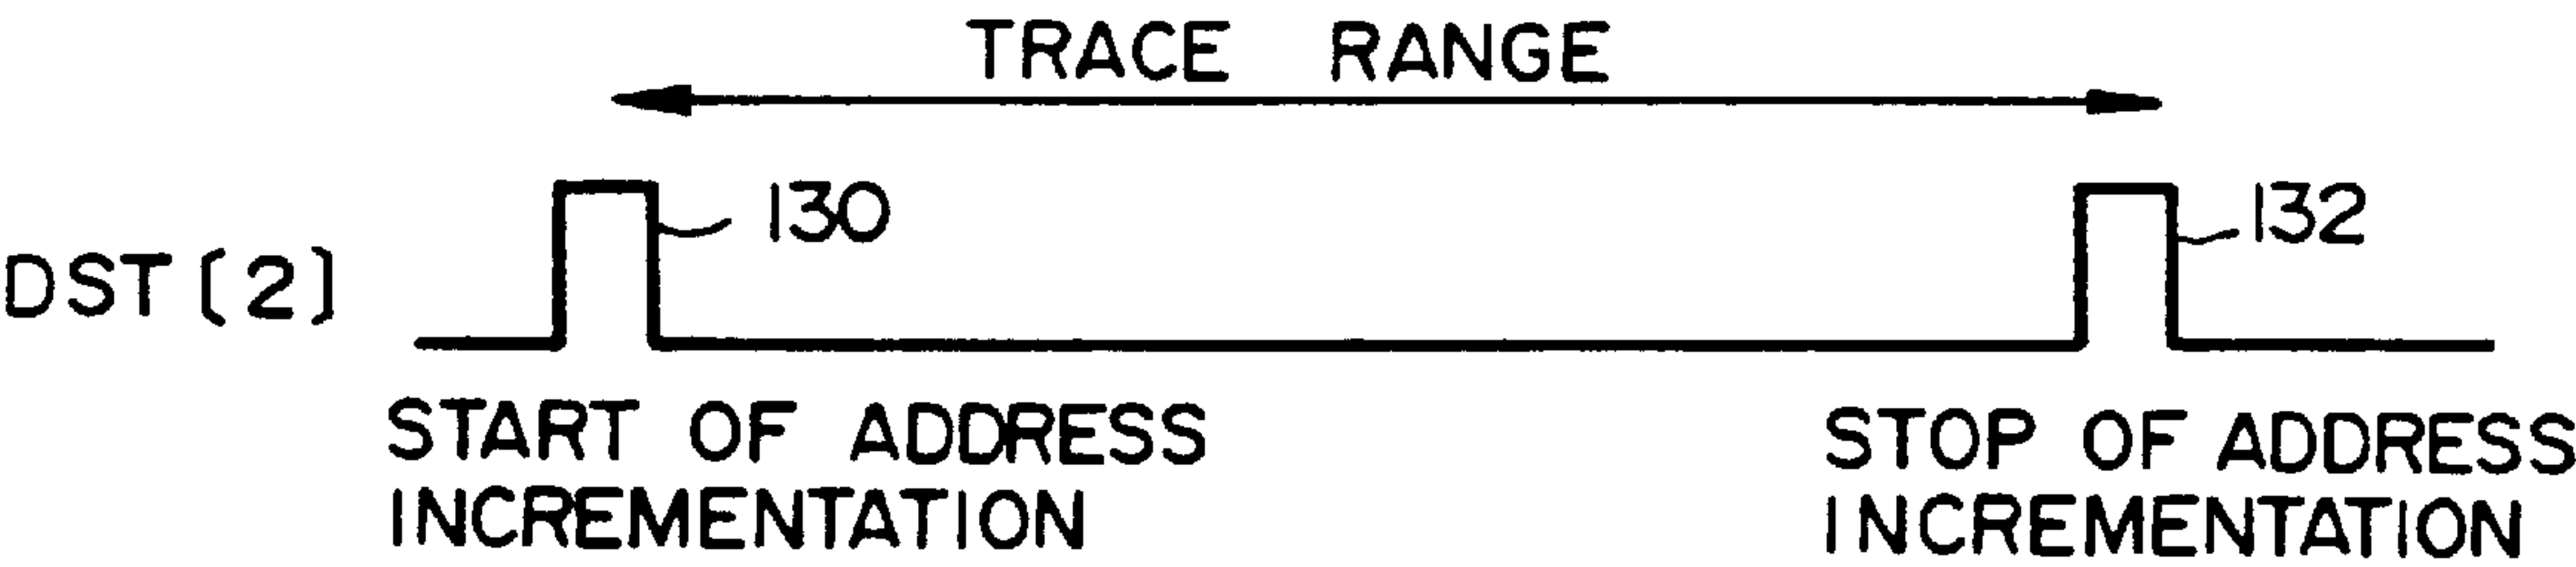 TRACE RANGE
130
132
DST[2]
START OF ADDRESS
INCREMENTATION
STOP OF ADDRESS
INCREMENTATION